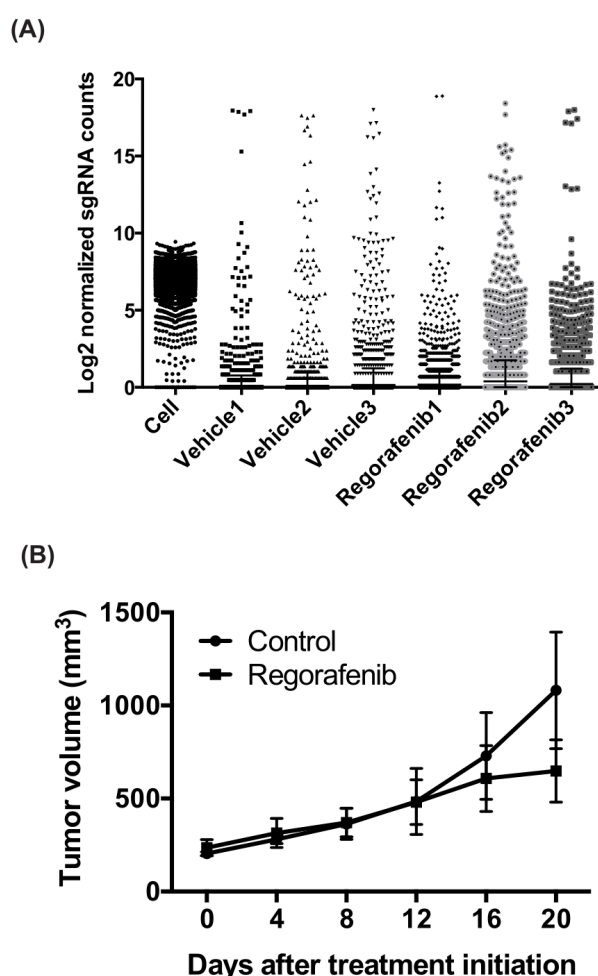 (A)
Log2 normalized sgRNA counts
20
15
10
5
0
Cell
Vehicle1
Vehicle2
Vehicle3
Regorafenib1
Regorafenib2
Regorafenib3
(B)
Tumor volume (mm³)
1500
1000
500
0
Control
Regorafenib
0 4 8 12 16 20
Days after treatment initiation